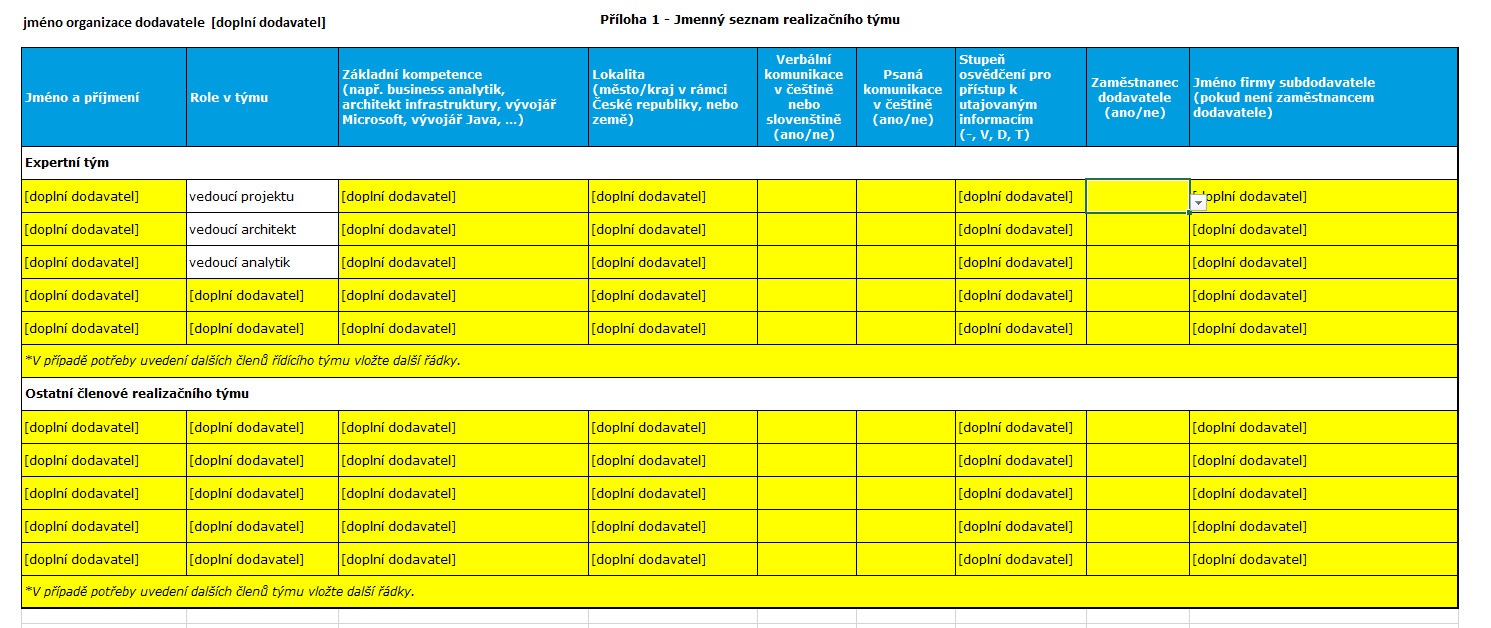 jméno organizace dodavatele [doplní dodavatel]
Příloha 1 - Jmenný seznam realizačního týmu
Jméno a příjmení
Role v týmu
Základní kompetence
(např. business analytik,
architekt infrastruktury, vývojář
Microsoft, vývojář Java, ...)
Lokalita
(město/kraj v rámci
České republiky, nebo
země)
Verbální
komunikace
v češtině
nebo
slovenštině
(ano/ne)
Psaná
komunikace
v češtině
(ano/ne)
Stupeň
osvědčení pro
přístup k
utajovaným
informacím
(-, V, D, T)
Zaměstnanec
dodavatele
(ano/ne)
Jméno firmy subdodavatele
(pokud není zaměstnancem
dodavatele)
Expertní tým
[doplní dodavatel] vedoucí projektu [doplní dodavatel] [doplní dodavatel] [doplní dodavatel] [doplní dodavatel]
[doplní dodavatel] vedoucí architekt [doplní dodavatel] [doplní dodavatel] [doplní dodavatel] [doplní dodavatel]
[doplní dodavatel] vedoucí analytik [doplní dodavatel] [doplní dodavatel] [doplní dodavatel] [doplní dodavatel]
[doplní dodavatel] [doplní dodavatel] [doplní dodavatel] [doplní dodavatel] [doplní dodavatel] [doplní dodavatel]
[doplní dodavatel] [doplní dodavatel] [doplní dodavatel] [doplní dodavatel] [doplní dodavatel] [doplní dodavatel]
*V případě potřeby uvedení dalších členů řídícího týmu vložte další řádky.
Ostatní členové realizačního týmu
[doplní dodavatel] [doplní dodavatel] [doplní dodavatel] [doplní dodavatel] [doplní dodavatel] [doplní dodavatel]
[doplní dodavatel] [doplní dodavatel] [doplní dodavatel] [doplní dodavatel] [doplní dodavatel] [doplní dodavatel]
[doplní dodavatel] [doplní dodavatel] [doplní dodavatel] [doplní dodavatel] [doplní dodavatel] [doplní dodavatel]
[doplní dodavatel] [doplní dodavatel] [doplní dodavatel] [doplní dodavatel] [doplní dodavatel] [doplní dodavatel]
[doplní dodavatel] [doplní dodavatel] [doplní dodavatel] [doplní dodavatel] [doplní dodavatel] [doplní dodavatel]
*V případě potřeby uvedení dalších členů týmu vložte další řádky.